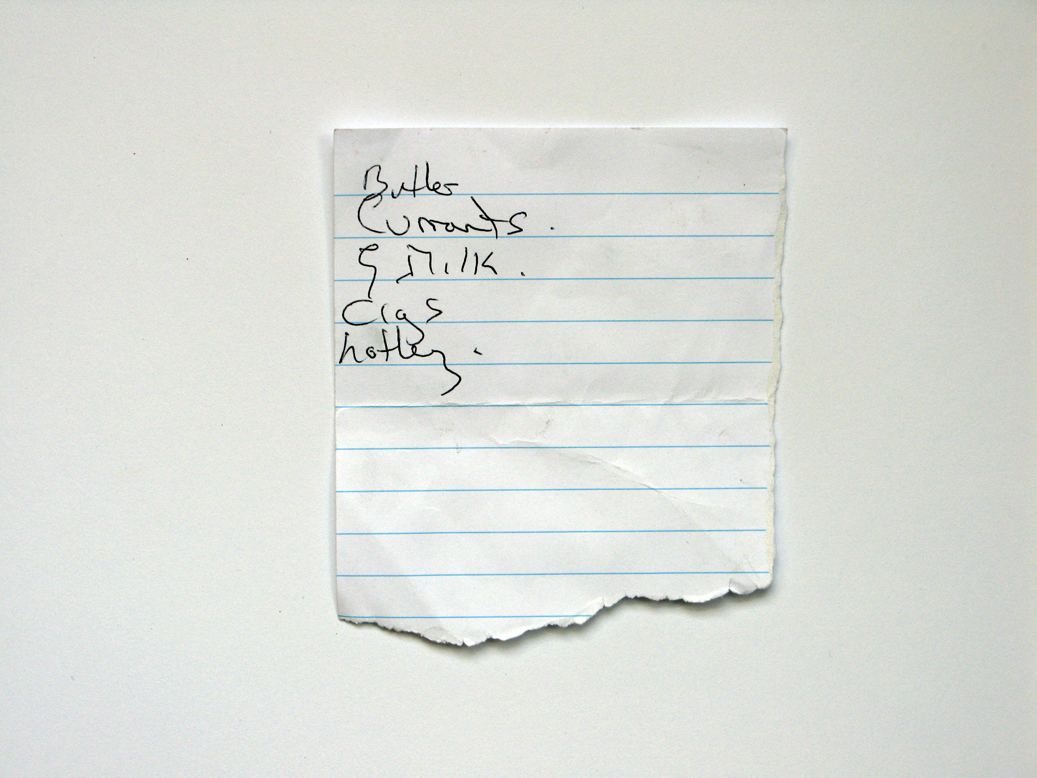 Butter
Currants.
G Milk.
Cigs
Lottery.